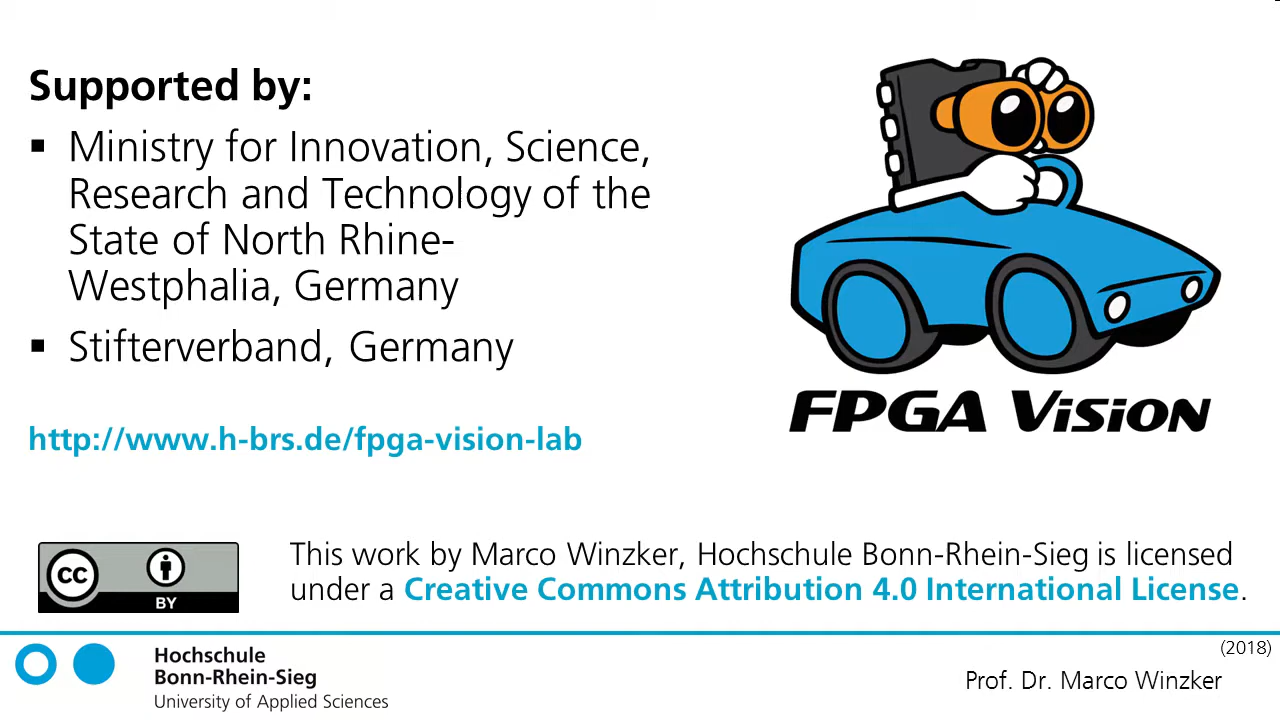 Supported by:
▪ Ministry for Innovation, Science,
Research and Technology of the
State of North Rhine-
Westphalia, Germany
▪ Stifterverband, Germany
http://www.h-brs.de/fpga-vision-lab
FPGA Vision
cc
BY
This work by Marco Winzker, Hochschule Bonn-Rhein-Sieg is licensed
under a Creative Commons Attribution 4.0 International License.
Hochschule
Bonn-Rhein-Sieg
University of Applied Sciences
(2018)
Prof. Dr. Marco Winzker